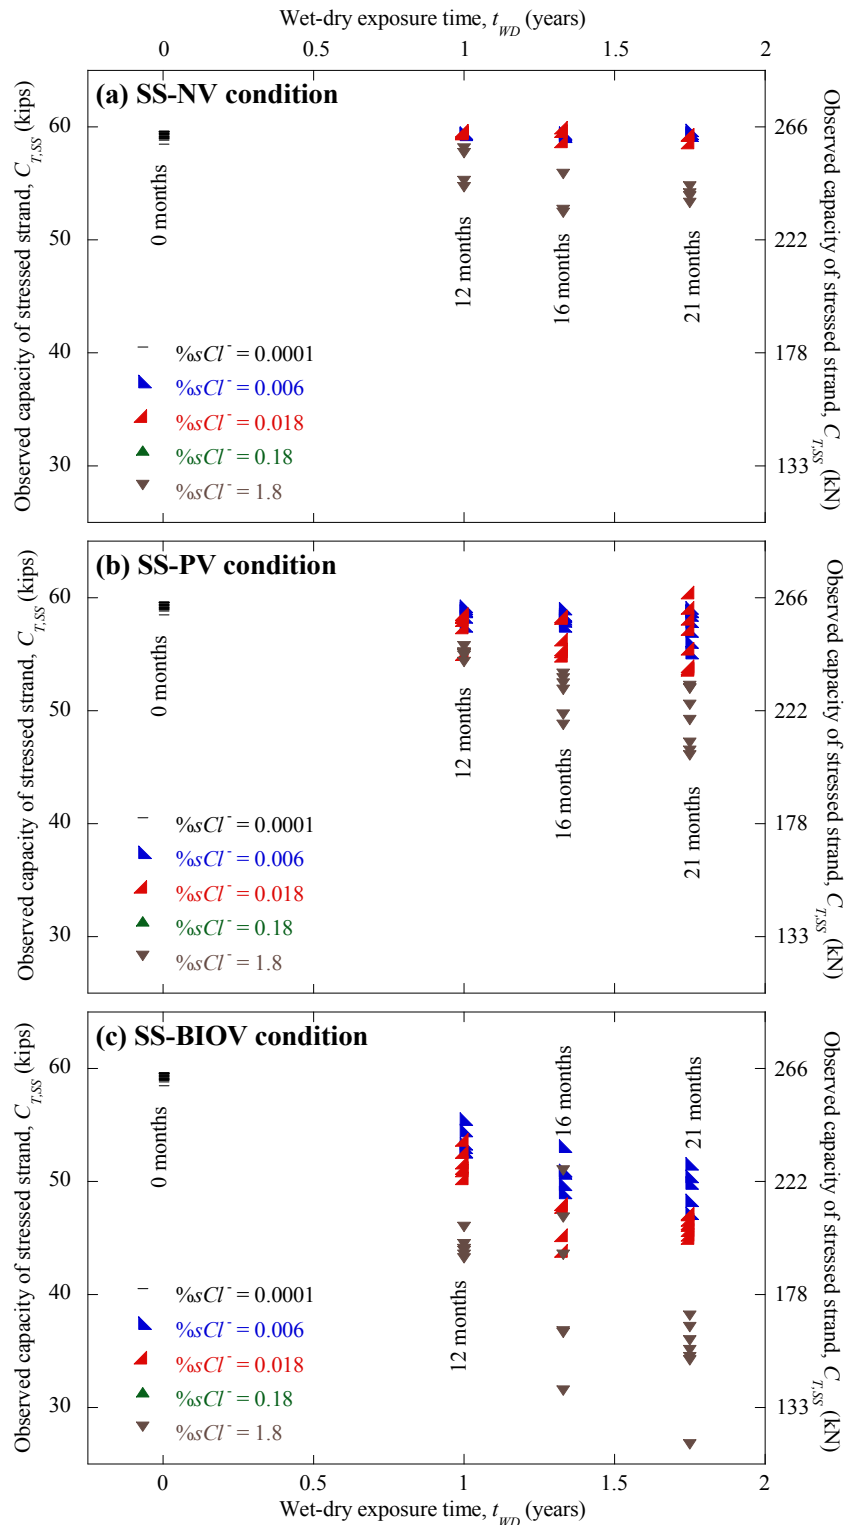 Wet-dry exposure time, t_WD (years)
0 0.5 1 1.5 2
(a) SS-NV condition
Observed capacity of stressed strand, C_T,SS (kips)
60
50
40
30
0 months
12 months
16 months
21 months
%sCl⁻ = 0.0001
%sCl⁻ = 0.006
%sCl⁻ = 0.018
%sCl⁻ = 0.18
%sCl⁻ = 1.8
266
222
178
133
Observed capacity of stressed strand, C_T,SS (kN)
(b) SS-PV condition
Observed capacity of stressed strand, C_T,SS (kips)
60
50
40
30
0 months
12 months
16 months
21 months
%sCl⁻ = 0.0001
%sCl⁻ = 0.006
%sCl⁻ = 0.018
%sCl⁻ = 0.18
%sCl⁻ = 1.8
266
222
178
133
Observed capacity of stressed strand, C_T,SS (kN)
(c) SS-BIOV condition
Observed capacity of stressed strand, C_T,SS (kips)
60
50
40
30
0 months
12 months
16 months
21 months
%sCl⁻ = 0.0001
%sCl⁻ = 0.006
%sCl⁻ = 0.018
%sCl⁻ = 0.18
%sCl⁻ = 1.8
266
222
178
133
Observed capacity of stressed strand, C_T,SS (kN)
0 0.5 1 1.5 2
Wet-dry exposure time, t_WD (years)